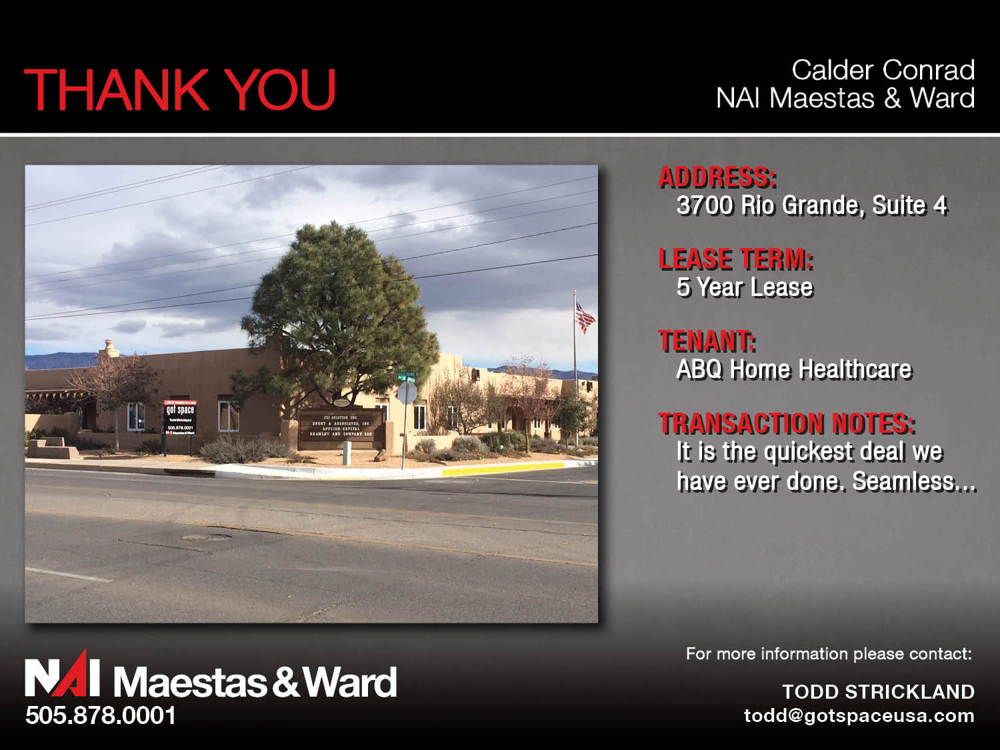 THANK YOU
Calder Conrad
NAI Maestas & Ward
ADDRESS:
3700 Rio Grande, Suite 4
LEASE TERM:
5 Year Lease
TENANT:
ABQ Home Healthcare
TRANSACTION NOTES:
It is the quickest deal we
have ever done. Seamless...
got space
Todd Strickland
505.878.0001
NAI Maestas & Ward
CSI AVIATION, INC
EBERT & ASSOCIATES, INC
APPLIED CAPITAL
BRAWLEY AND COMPANY LLC
NAI Maestas & Ward
505.878.0001
For more information please contact:
TODD STRICKLAND
todd@gotspaceusa.com